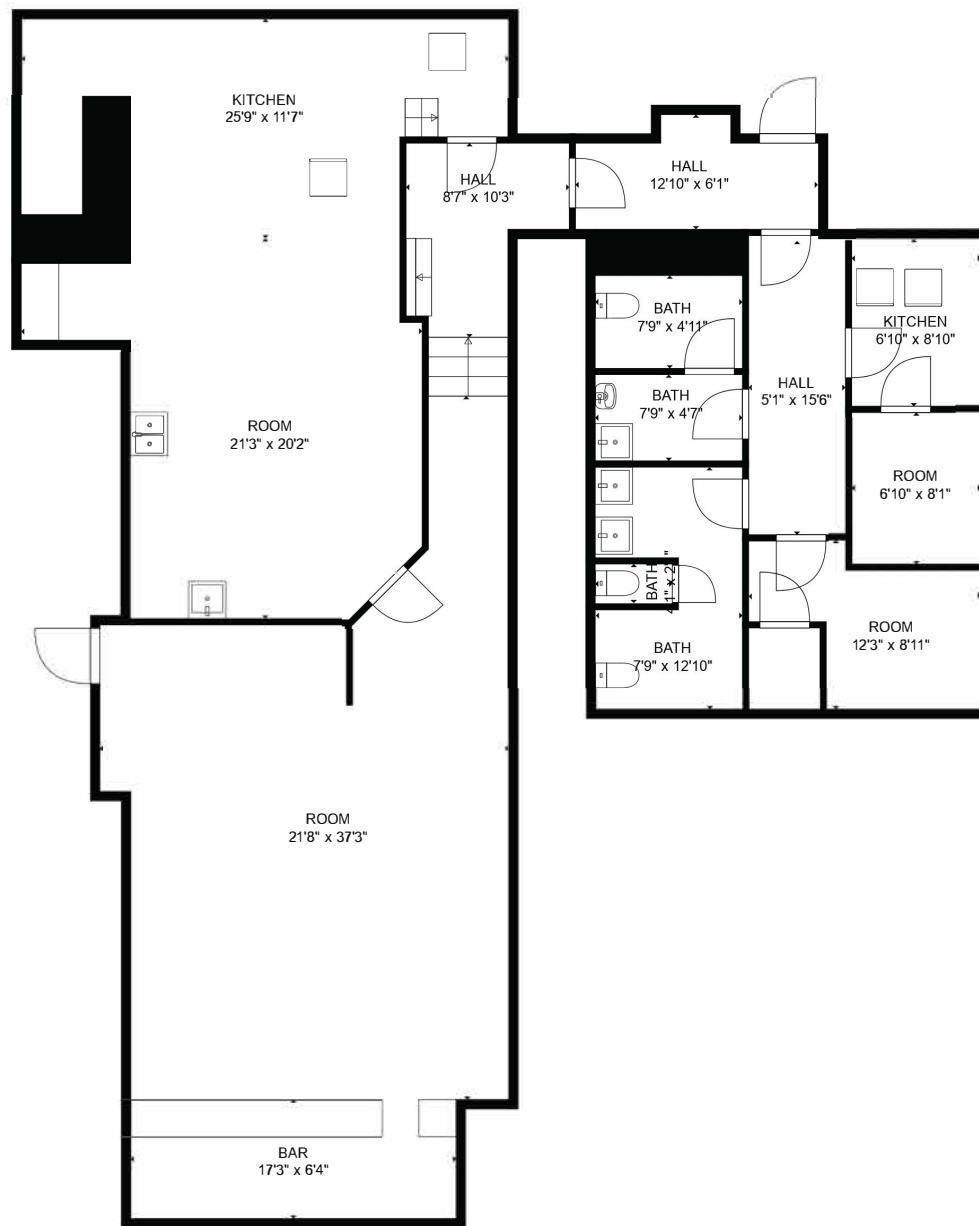 KITCHEN
25'9" x 11'7"
HALL
8'7" x 10'3"
HALL
12'10" x 6'1"
BATH
7'9" x 4'11"
KITCHEN
6'10" x 8'10"
BATH
7'9" x 4'7"
HALL
5'1" x 15'6"
ROOM
21'3" x 20'2"
ROOM
6'10" x 8'1"
BATH
ROOM
12'3" x 8'11"
BATH
7'9" x 12'10"
ROOM
21'8" x 37'3"
BAR
17'3" x 6'4"